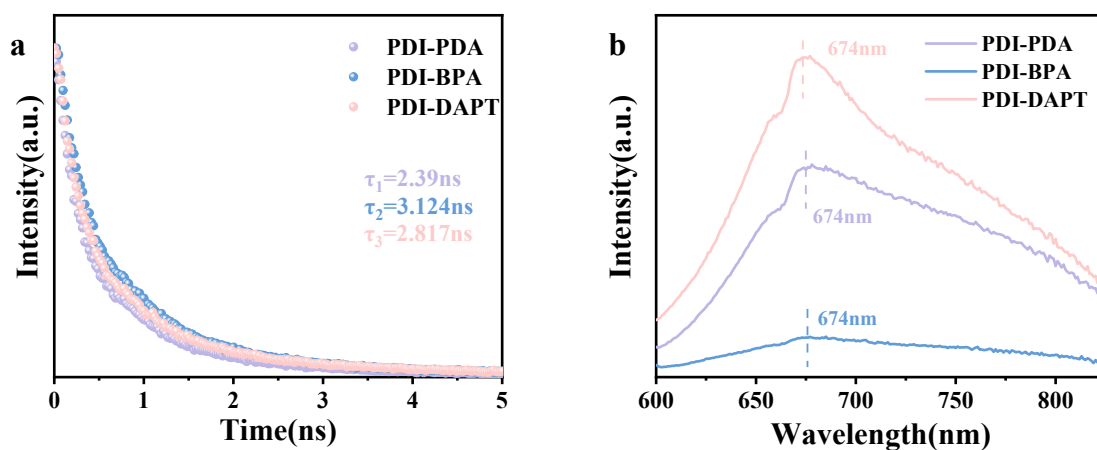 a
PDI-PDA
PDI-BPA
PDI-DAPT
τ1=2.39ns
τ2=3.124ns
τ3=2.817ns
Intensity(a.u.)
0 1 2 3 4 5
Time(ns)
b
674nm
PDI-PDA
PDI-BPA
PDI-DAPT
674nm
674nm
Intensity(a.u.)
600 650 700 750 800
Wavelength(nm)